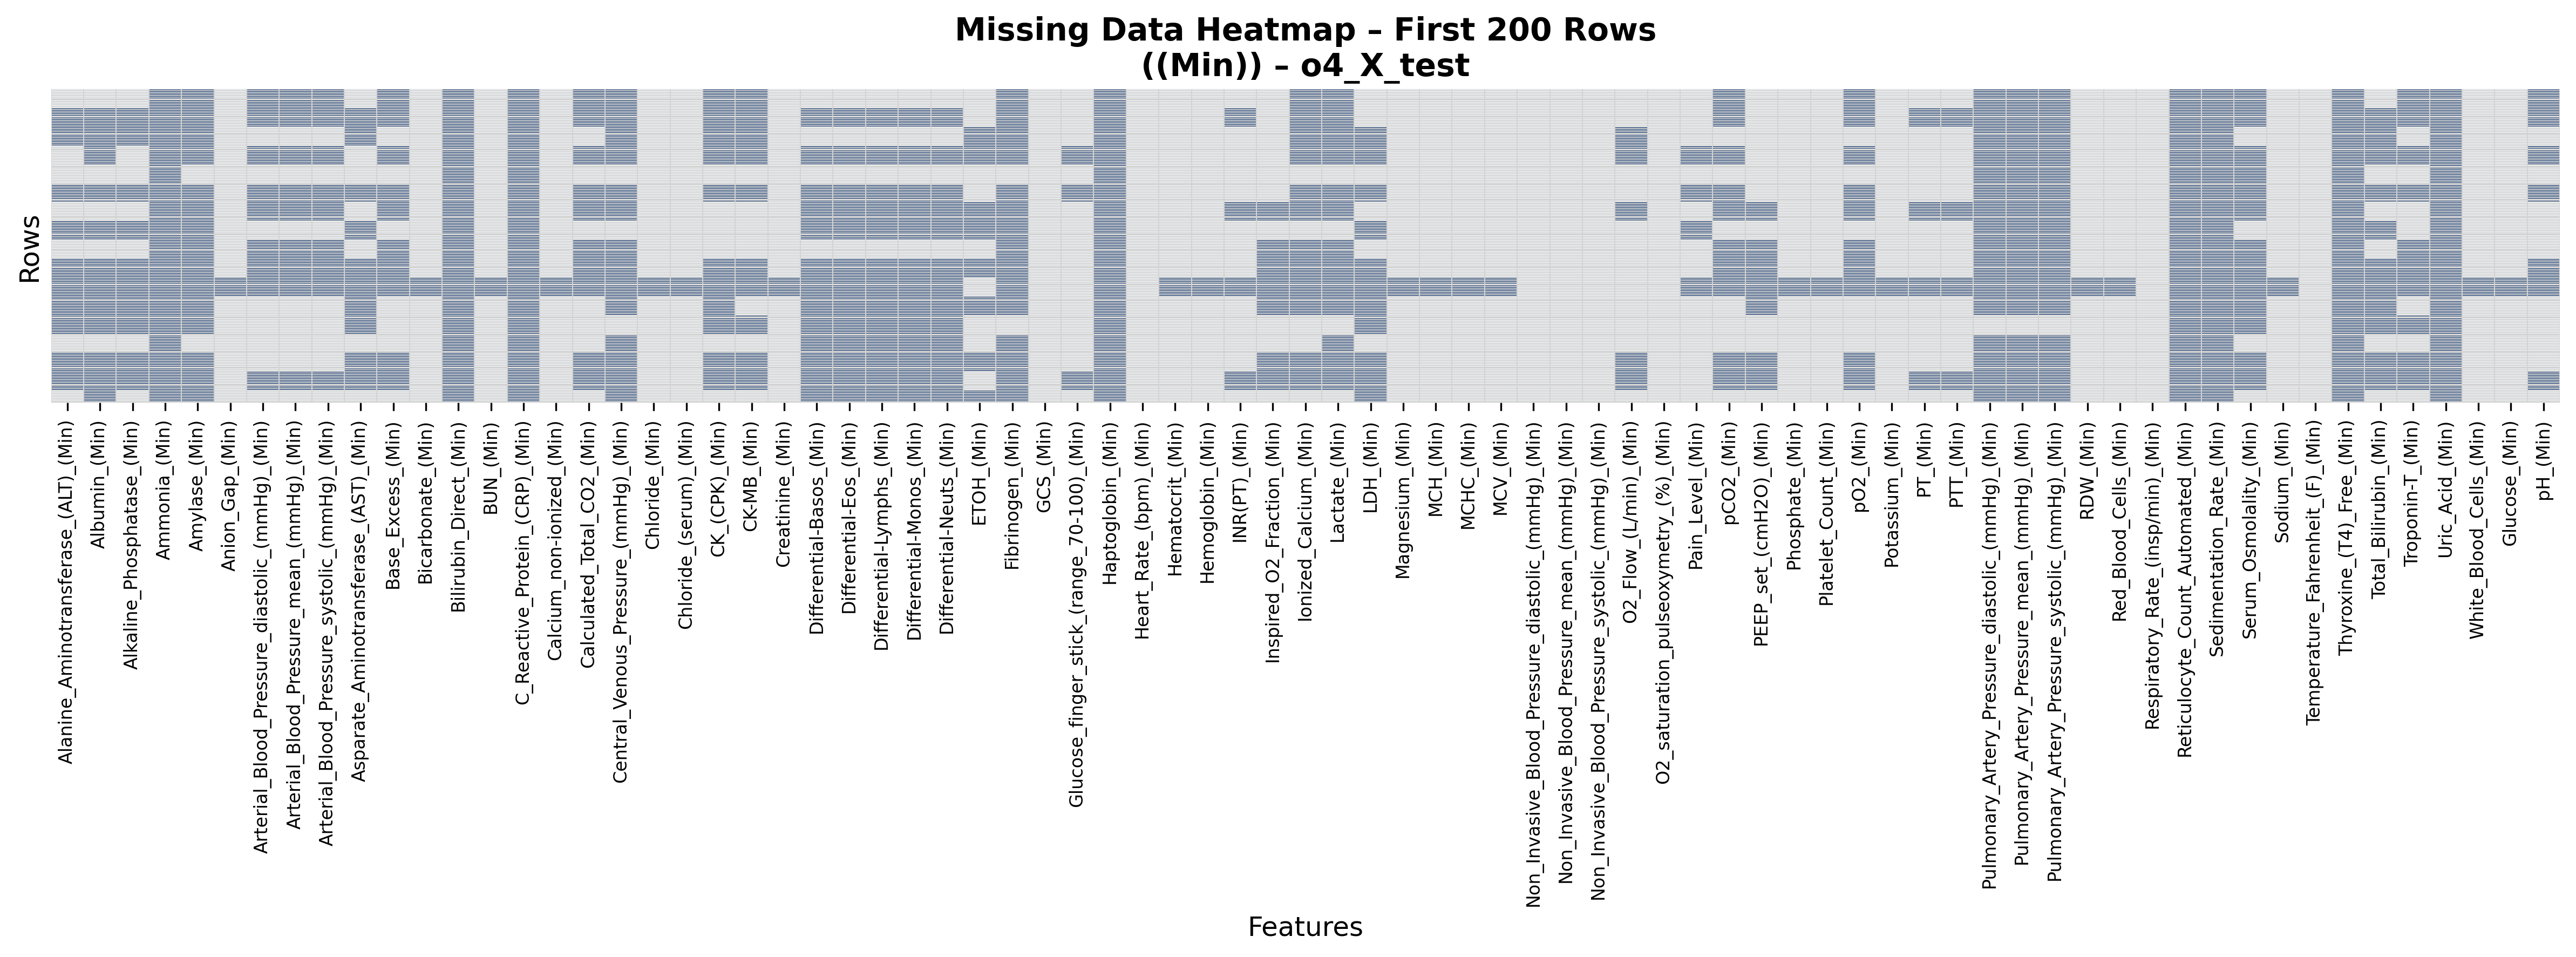 Missing Data Heatmap – First 200 Rows
((Min)) – o4_X_test
Rows
Alanine_Aminotransferase_(ALT)_(Min)
Albumin_(Min)
Alkaline_Phosphatase_(Min)
Ammonia_(Min)
Amylase_(Min)
Anion_Gap_(Min)
Arterial_Blood_Pressure_diastolic_(mmHg)_(Min)
Arterial_Blood_Pressure_mean_(mmHg)_(Min)
Arterial_Blood_Pressure_systolic_(mmHg)_(Min)
Asparate_Aminotransferase_(AST)_(Min)
Base_Excess_(Min)
Bicarbonate_(Min)
Bilirubin_Direct_(Min)
BUN_(Min)
C_Reactive_Protein_(CRP)_(Min)
Calcium_non-ionized_(Min)
Calculated_Total_CO2_(Min)
Central_Venous_Pressure_(mmHg)_(Min)
Chloride_(Min)
Chloride_(serum)_(Min)
CK_(CPK)_(Min)
CK-MB_(Min)
Creatinine_(Min)
Differential-Basos_(Min)
Differential-Eos_(Min)
Differential-Lymphs_(Min)
Differential-Monos_(Min)
Differential-Neuts_(Min)
ETOH_(Min)
Fibrinogen_(Min)
GCS_(Min)
Glucose_finger_stick_(range_70-100)_(Min)
Haptoglobin_(Min)
Heart_Rate_(bpm)_(Min)
Hematocrit_(Min)
Hemoglobin_(Min)
INR(PT)_(Min)
Inspired_O2_Fraction_(Min)
Ionized_Calcium_(Min)
Lactate_(Min)
LDH_(Min)
Magnesium_(Min)
MCH_(Min)
MCHC_(Min)
MCV_(Min)
Non_Invasive_Blood_Pressure_diastolic_(mmHg)_(Min)
Non_Invasive_Blood_Pressure_mean_(mmHg)_(Min)
Non_Invasive_Blood_Pressure_systolic_(mmHg)_(Min)
O2_Flow_(L/min)_(Min)
O2_saturation_pulseoxymetry_(%)_(Min)
Pain_Level_(Min)
pCO2_(Min)
PEEP_set_(cmH2O)_(Min)
Phosphate_(Min)
Platelet_Count_(Min)
pO2_(Min)
Potassium_(Min)
PT_(Min)
PTT_(Min)
Pulmonary_Artery_Pressure_diastolic_(mmHg)_(Min)
Pulmonary_Artery_Pressure_mean_(mmHg)_(Min)
Pulmonary_Artery_Pressure_systolic_(mmHg)_(Min)
RDW_(Min)
Red_Blood_Cells_(Min)
Respiratory_Rate_(insp/min)_(Min)
Reticulocyte_Count_Automated_(Min)
Sedimentation_Rate_(Min)
Serum_Osmolality_(Min)
Sodium_(Min)
Temperature_Fahrenheit_(F)_(Min)
Thyroxine_(T4)_Free_(Min)
Total_Bilirubin_(Min)
Troponin-T_(Min)
Uric_Acid_(Min)
White_Blood_Cells_(Min)
Glucose_(Min)
pH_(Min)
Features